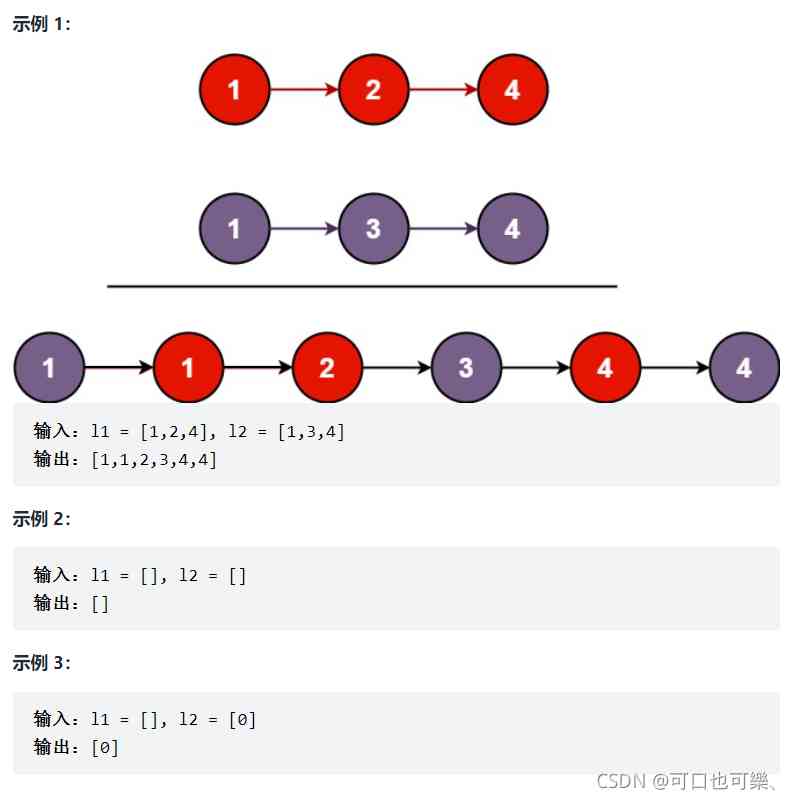 示例 1：
1 2 4
1 3 4
1 1 2 3 4 4
输入：l1 = [1,2,4], l2 = [1,3,4]
输出：[1,1,2,3,4,4]
示例 2：
输入：l1 = [], l2 = []
输出：[]
示例 3：
输入：l1 = [], l2 = [0]
输出：[0]
CSDN @可口也可樂、